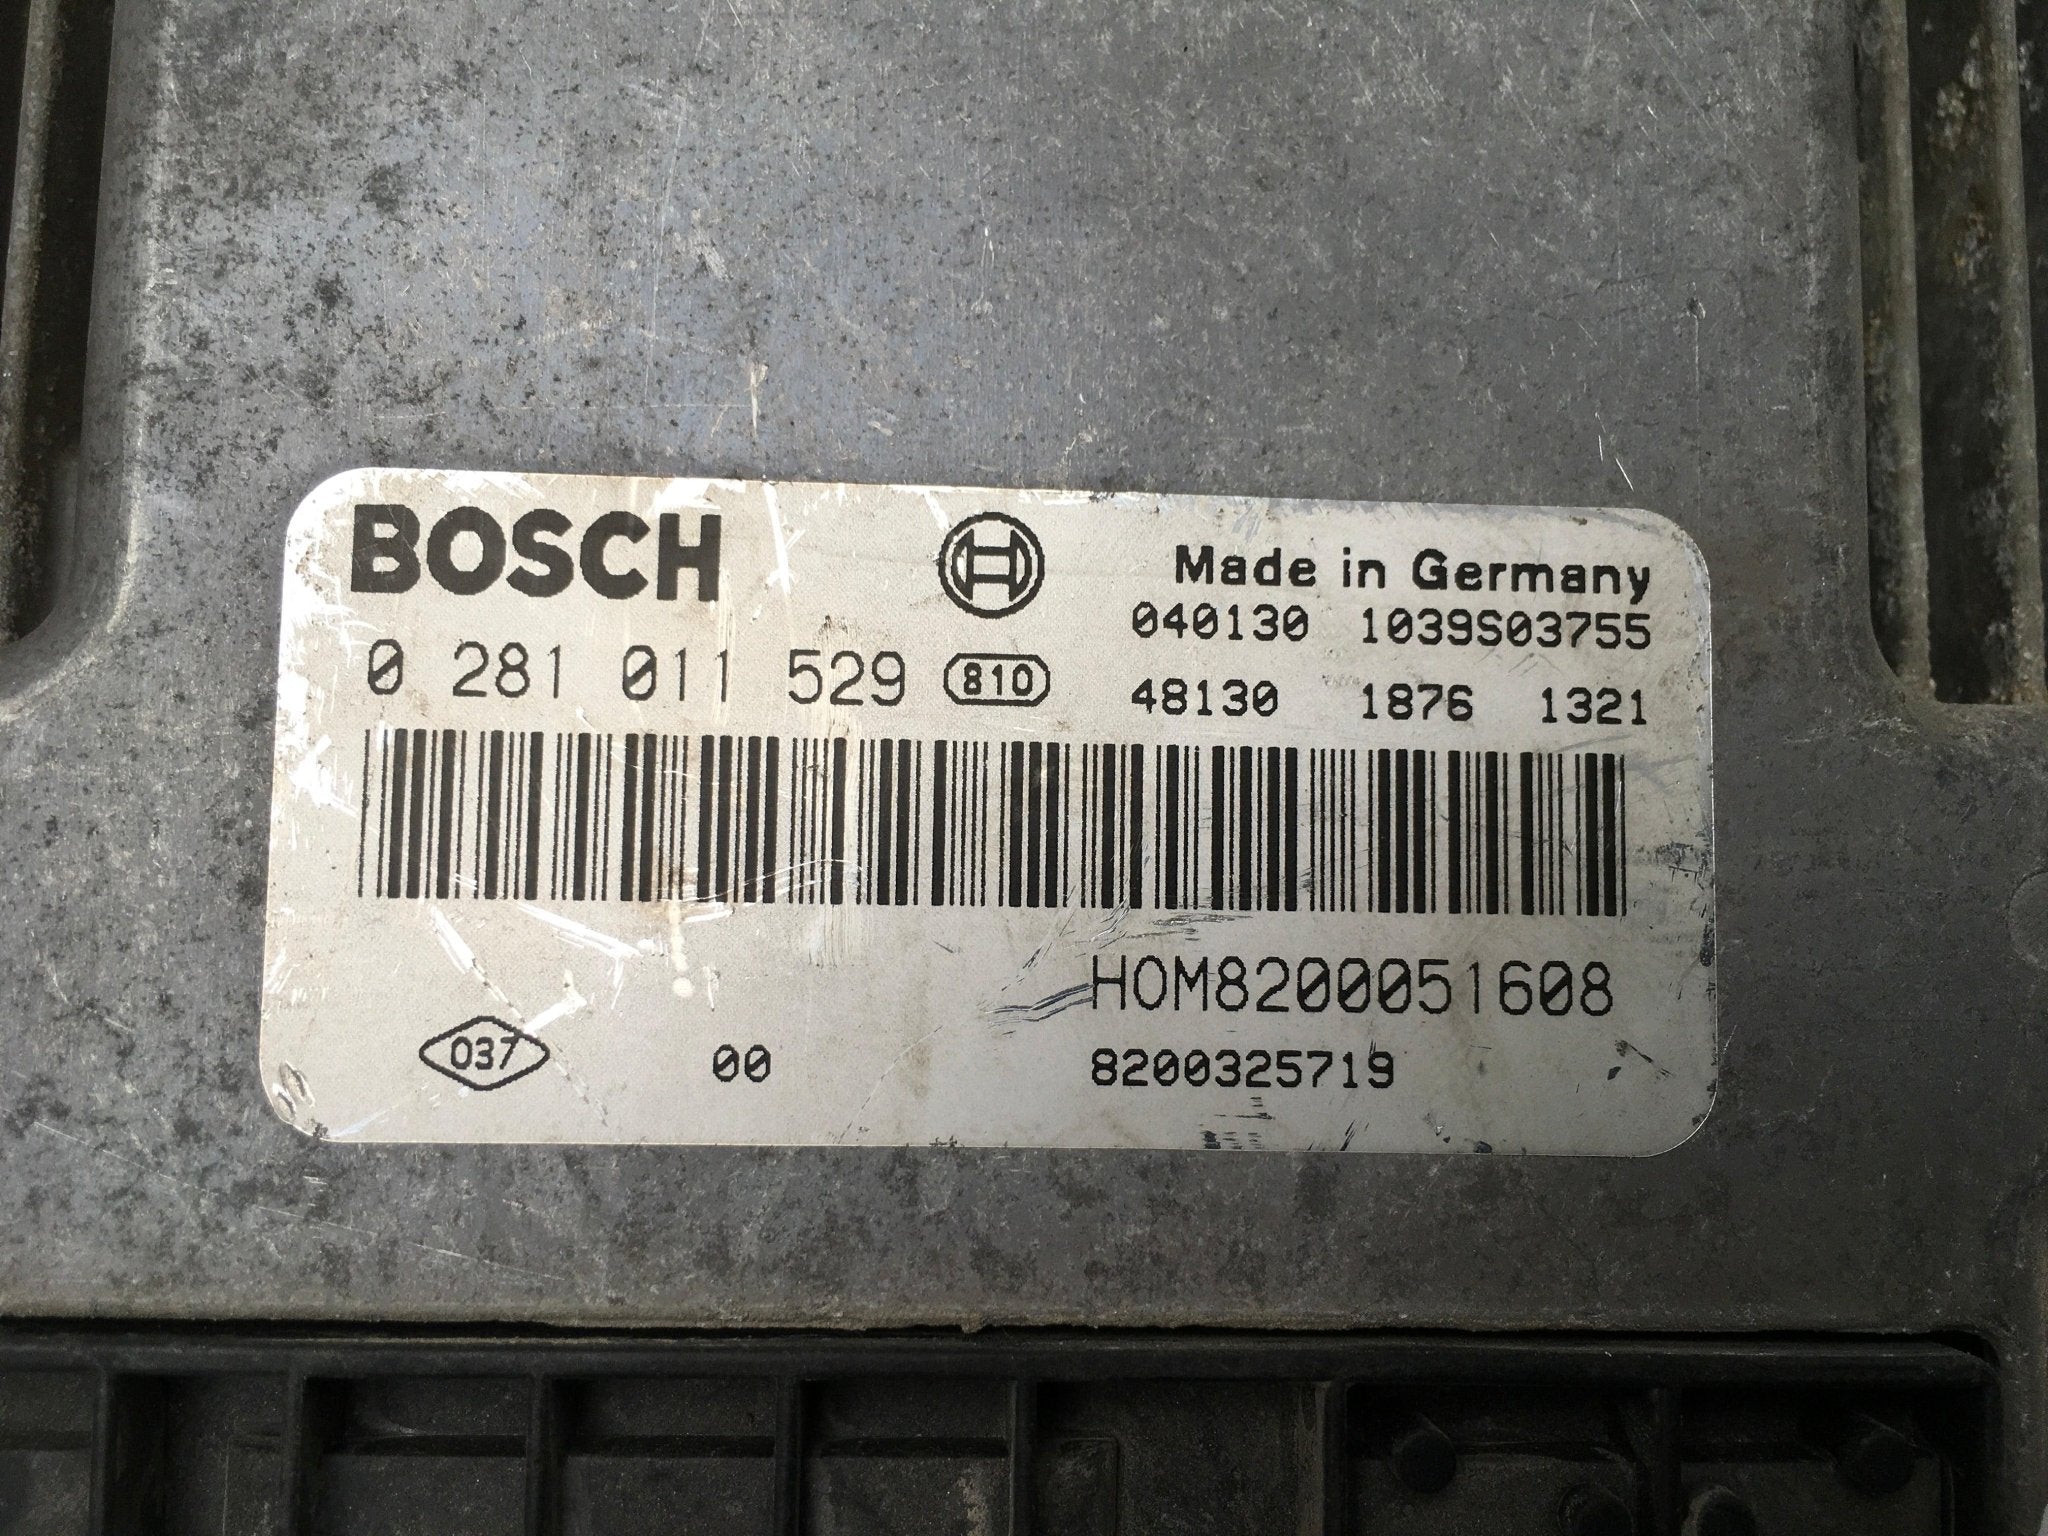 BOSCH
Made in Germany
040130 1039S03755
0 281 011 529 810
48130 1876 1321
HOM8200051608
037 00 8200325719